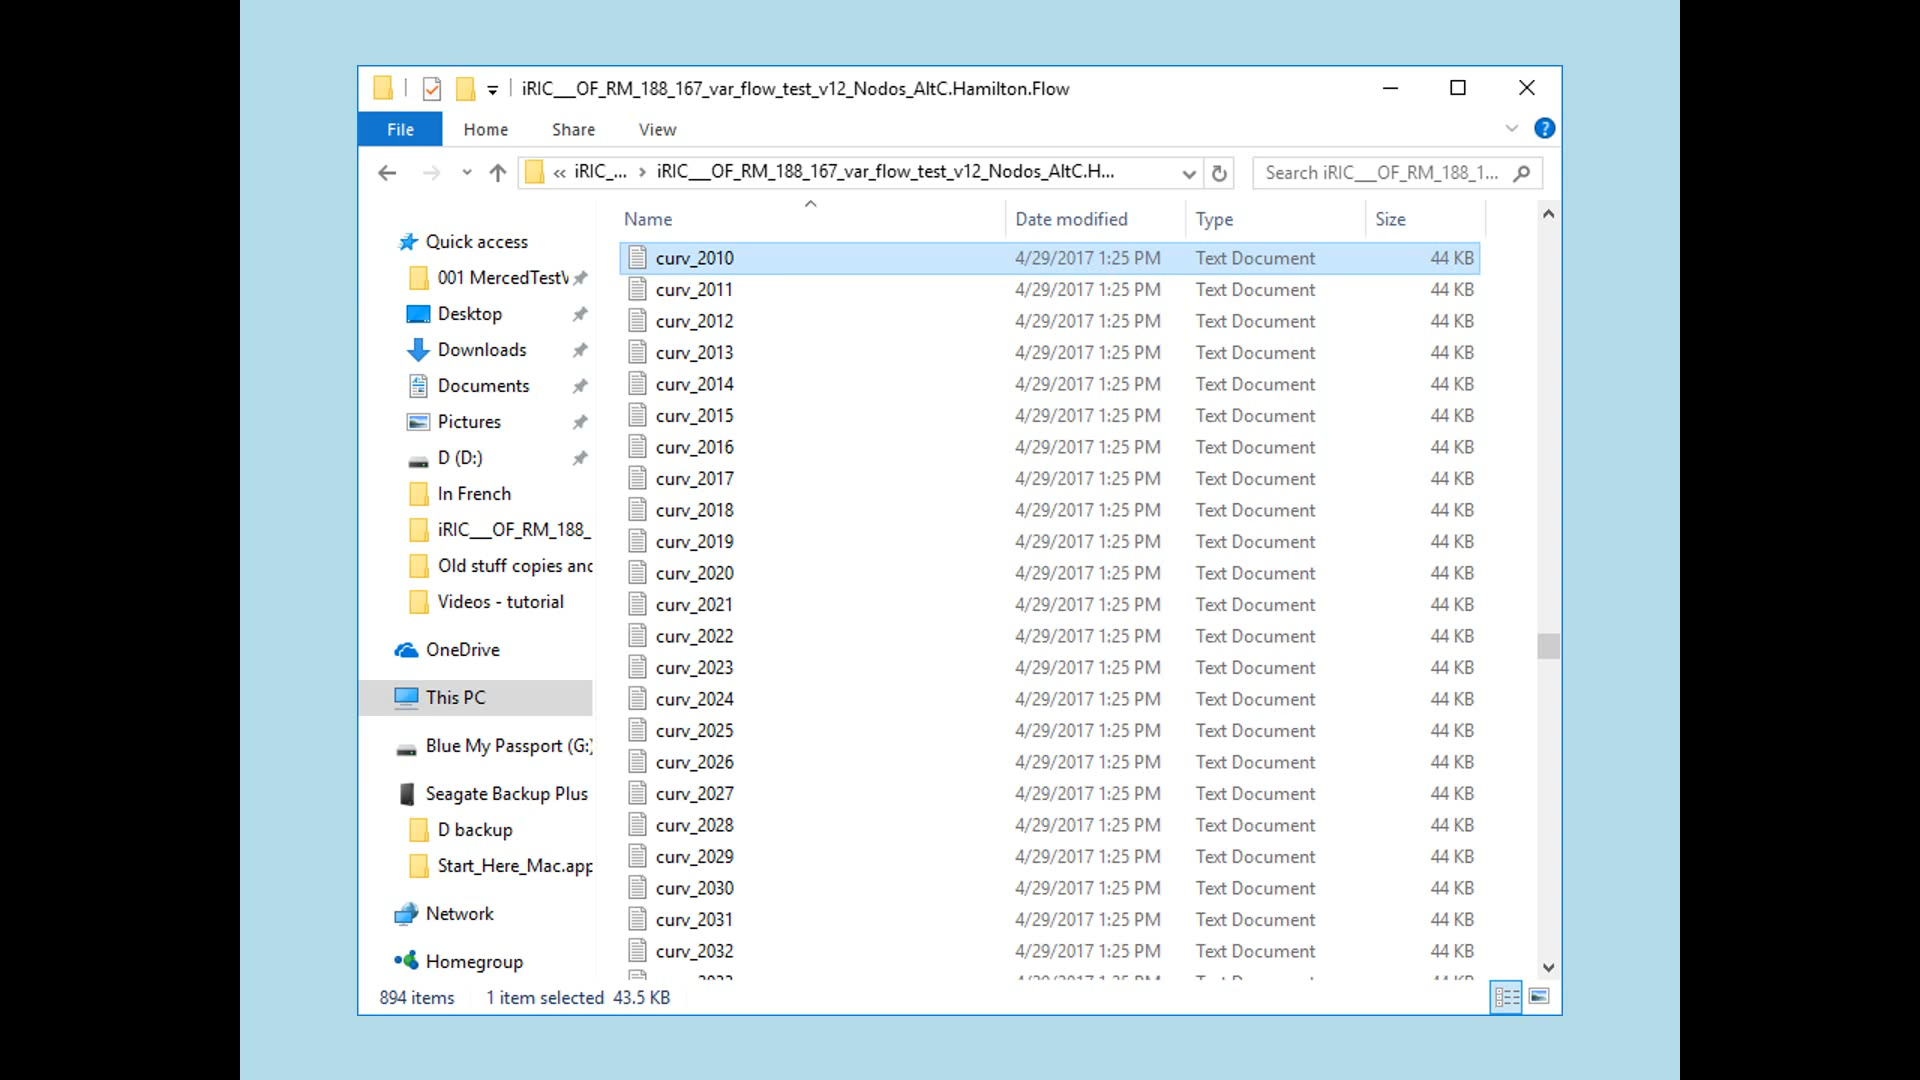 iRIC___OF_RM_188_167_var_flow_test_v12_Nodos_AltC.Hamilton.Flow
File Home Share View
« iRIC_... › iRIC___OF_RM_188_167_var_flow_test_v12_Nodos_AltC.H...
Search iRIC___OF_RM_188_1...
Name Date modified Type Size
Quick access
001 MercedTestV
Desktop
Downloads
Documents
Pictures
D (D:)
In French
iRIC___OF_RM_188_
Old stuff copies and
Videos - tutorial
OneDrive
This PC
Blue My Passport (G:)
Seagate Backup Plus
D backup
Start_Here_Mac.app
Network
Homegroup
curv_2010 4/29/2017 1:25 PM Text Document 44 KB
curv_2011 4/29/2017 1:25 PM Text Document 44 KB
curv_2012 4/29/2017 1:25 PM Text Document 44 KB
curv_2013 4/29/2017 1:25 PM Text Document 44 KB
curv_2014 4/29/2017 1:25 PM Text Document 44 KB
curv_2015 4/29/2017 1:25 PM Text Document 44 KB
curv_2016 4/29/2017 1:25 PM Text Document 44 KB
curv_2017 4/29/2017 1:25 PM Text Document 44 KB
curv_2018 4/29/2017 1:25 PM Text Document 44 KB
curv_2019 4/29/2017 1:25 PM Text Document 44 KB
curv_2020 4/29/2017 1:25 PM Text Document 44 KB
curv_2021 4/29/2017 1:25 PM Text Document 44 KB
curv_2022 4/29/2017 1:25 PM Text Document 44 KB
curv_2023 4/29/2017 1:25 PM Text Document 44 KB
curv_2024 4/29/2017 1:25 PM Text Document 44 KB
curv_2025 4/29/2017 1:25 PM Text Document 44 KB
curv_2026 4/29/2017 1:25 PM Text Document 44 KB
curv_2027 4/29/2017 1:25 PM Text Document 44 KB
curv_2028 4/29/2017 1:25 PM Text Document 44 KB
curv_2029 4/29/2017 1:25 PM Text Document 44 KB
curv_2030 4/29/2017 1:25 PM Text Document 44 KB
curv_2031 4/29/2017 1:25 PM Text Document 44 KB
curv_2032 4/29/2017 1:25 PM Text Document 44 KB
894 items 1 item selected 43.5 KB